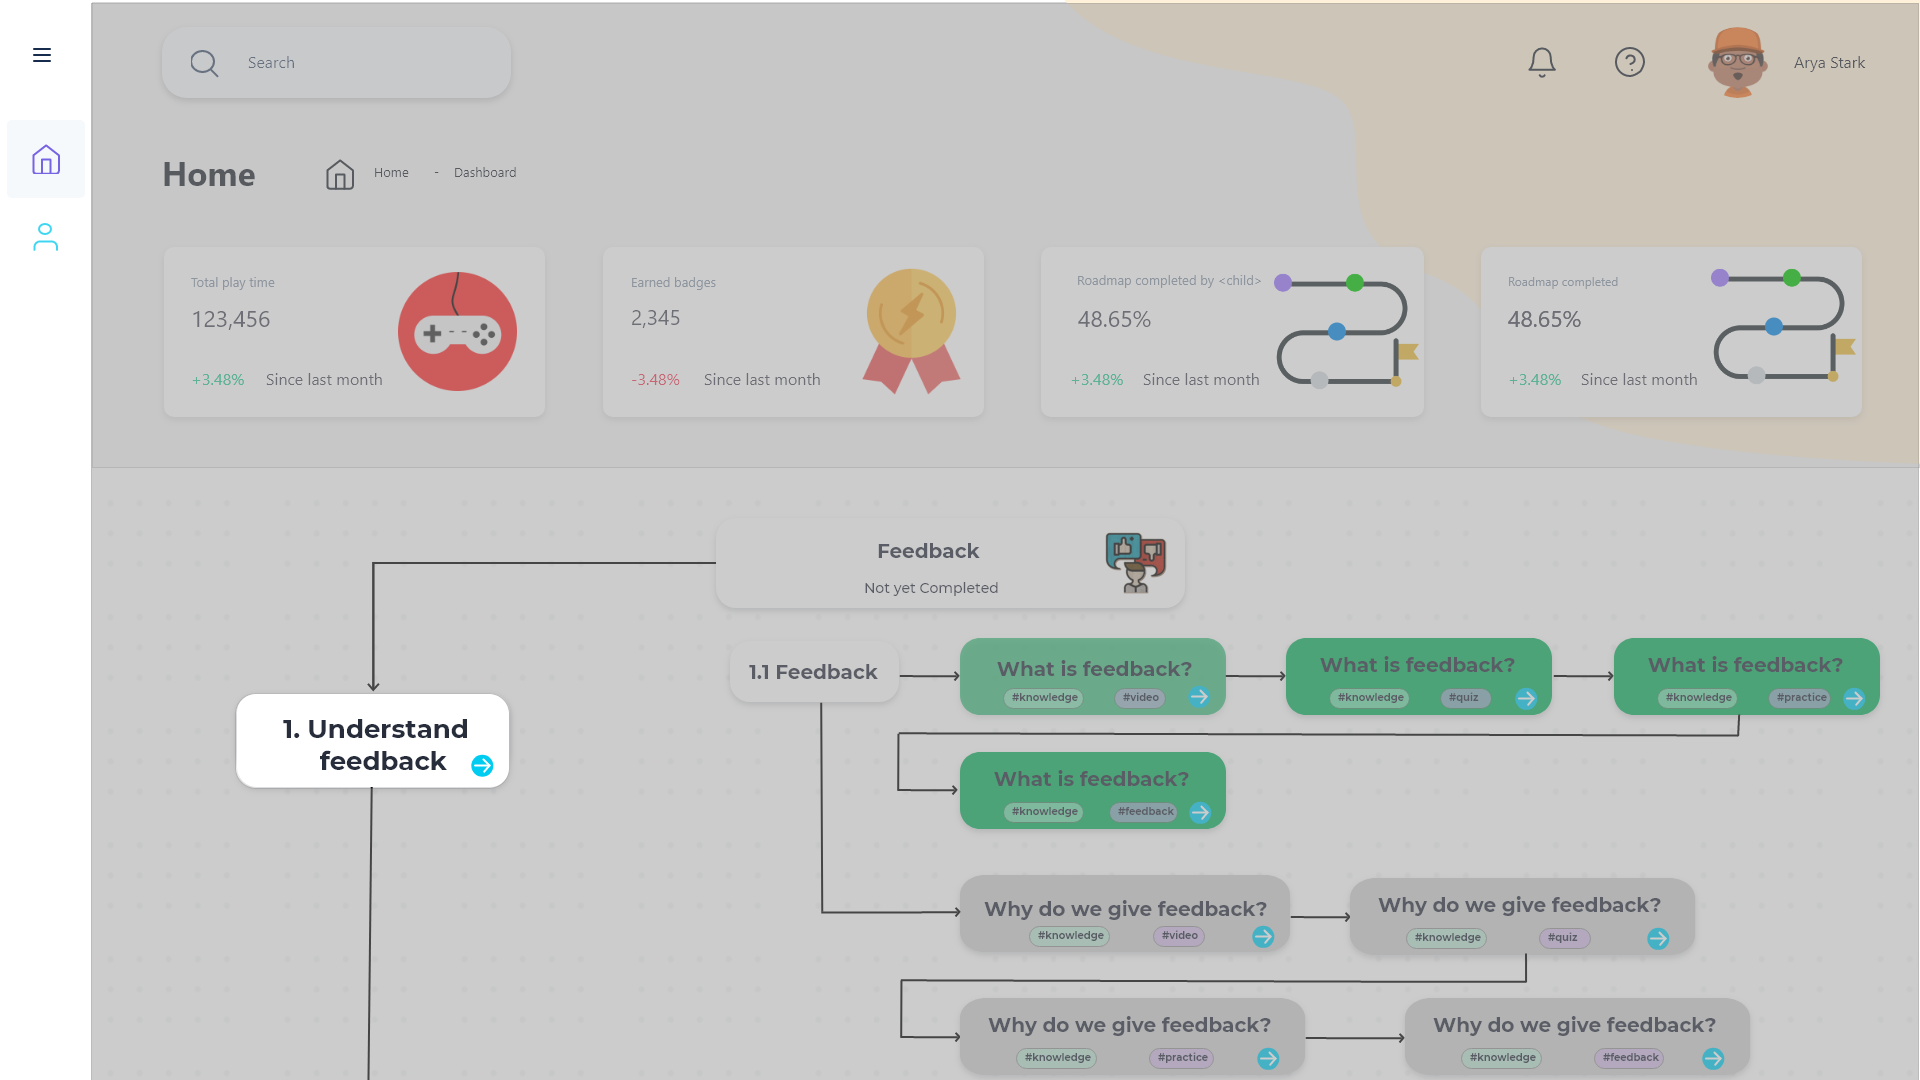 Search
Arya Stark
Home
Home - Dashboard
Total play time
123,456
+3.48% Since last month
Earned badges
2,345
-3.48% Since last month
Roadmap completed by <child>
48.65%
+3.48% Since last month
Roadmap completed
48.65%
+3.48% Since last month
Feedback
Not yet Completed
1. Understand
feedback
1.1 Feedback
What is feedback?
#knowledge #video
What is feedback?
#knowledge #quiz
What is feedback?
#knowledge #practice
What is feedback?
#knowledge #feedback
Why do we give feedback?
#knowledge #video
Why do we give feedback?
#knowledge #quiz
Why do we give feedback?
#knowledge #practice
Why do we give feedback?
#knowledge #feedback